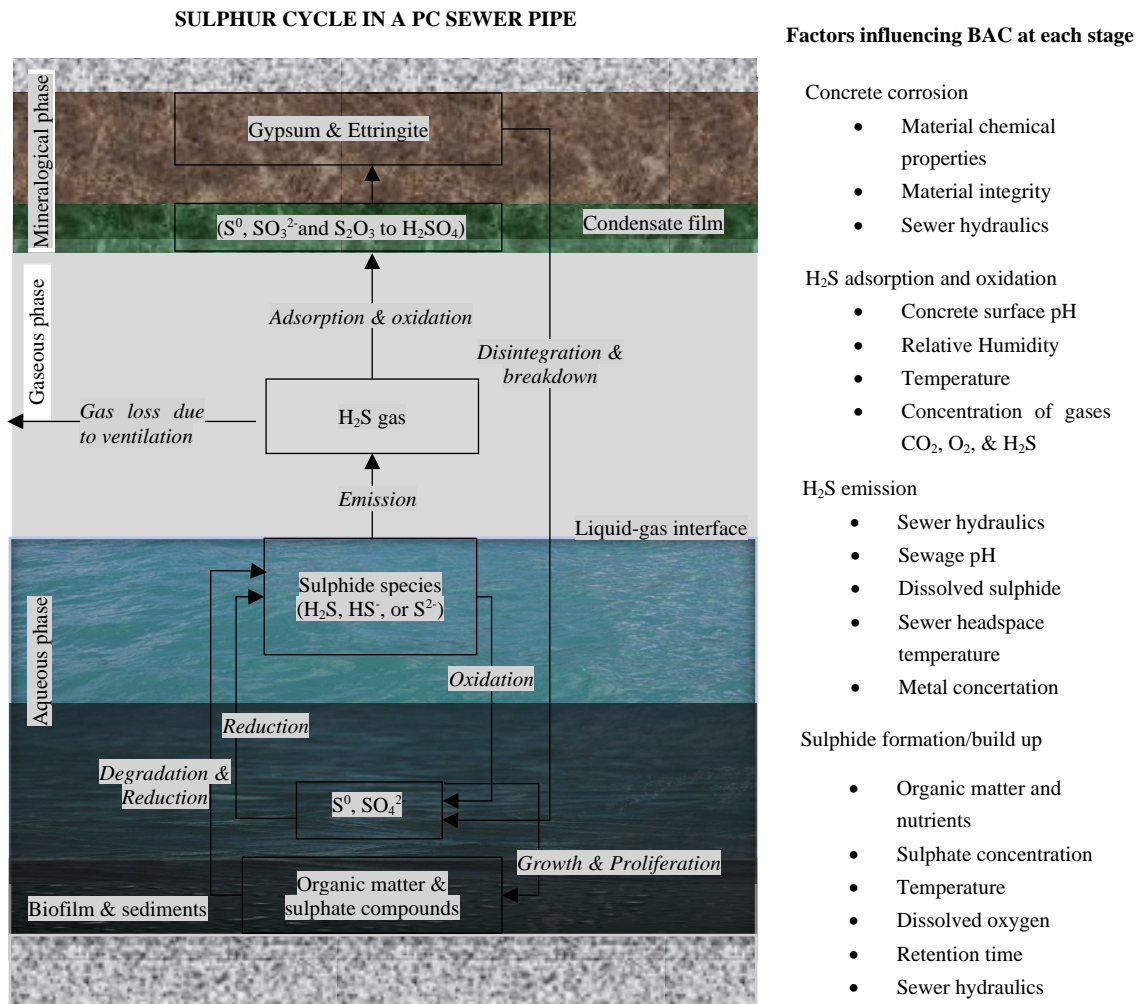 SULPHUR CYCLE IN A PC SEWER PIPE
Mineralogical phase
Gypsum & Ettringite
(S⁰, SO₃²⁻and S₂O₃ to H₂SO₄)
Condensate film
Gaseous phase
Adsorption & oxidation
Disintegration &
breakdown
H₂S gas
Gas loss due
to ventilation
Emission
Liquid-gas interface
Aqueous phase
Sulphide species
(H₂S, HS⁻, or S²⁻)
Oxidation
Reduction
Degradation &
Reduction
S⁰, SO₄²⁻
Growth & Proliferation
Organic matter &
sulphate compounds
Biofilm & sediments
Factors influencing BAC at each stage
Concrete corrosion
• Material chemical
properties
• Material integrity
• Sewer hydraulics
H₂S adsorption and oxidation
• Concrete surface pH
• Relative Humidity
• Temperature
• Concentration of gases
CO₂, O₂, & H₂S
H₂S emission
• Sewer hydraulics
• Sewage pH
• Dissolved sulphide
• Sewer headspace
temperature
• Metal concertation
Sulphide formation/build up
• Organic matter and
nutrients
• Sulphate concentration
• Temperature
• Dissolved oxygen
• Retention time
• Sewer hydraulics